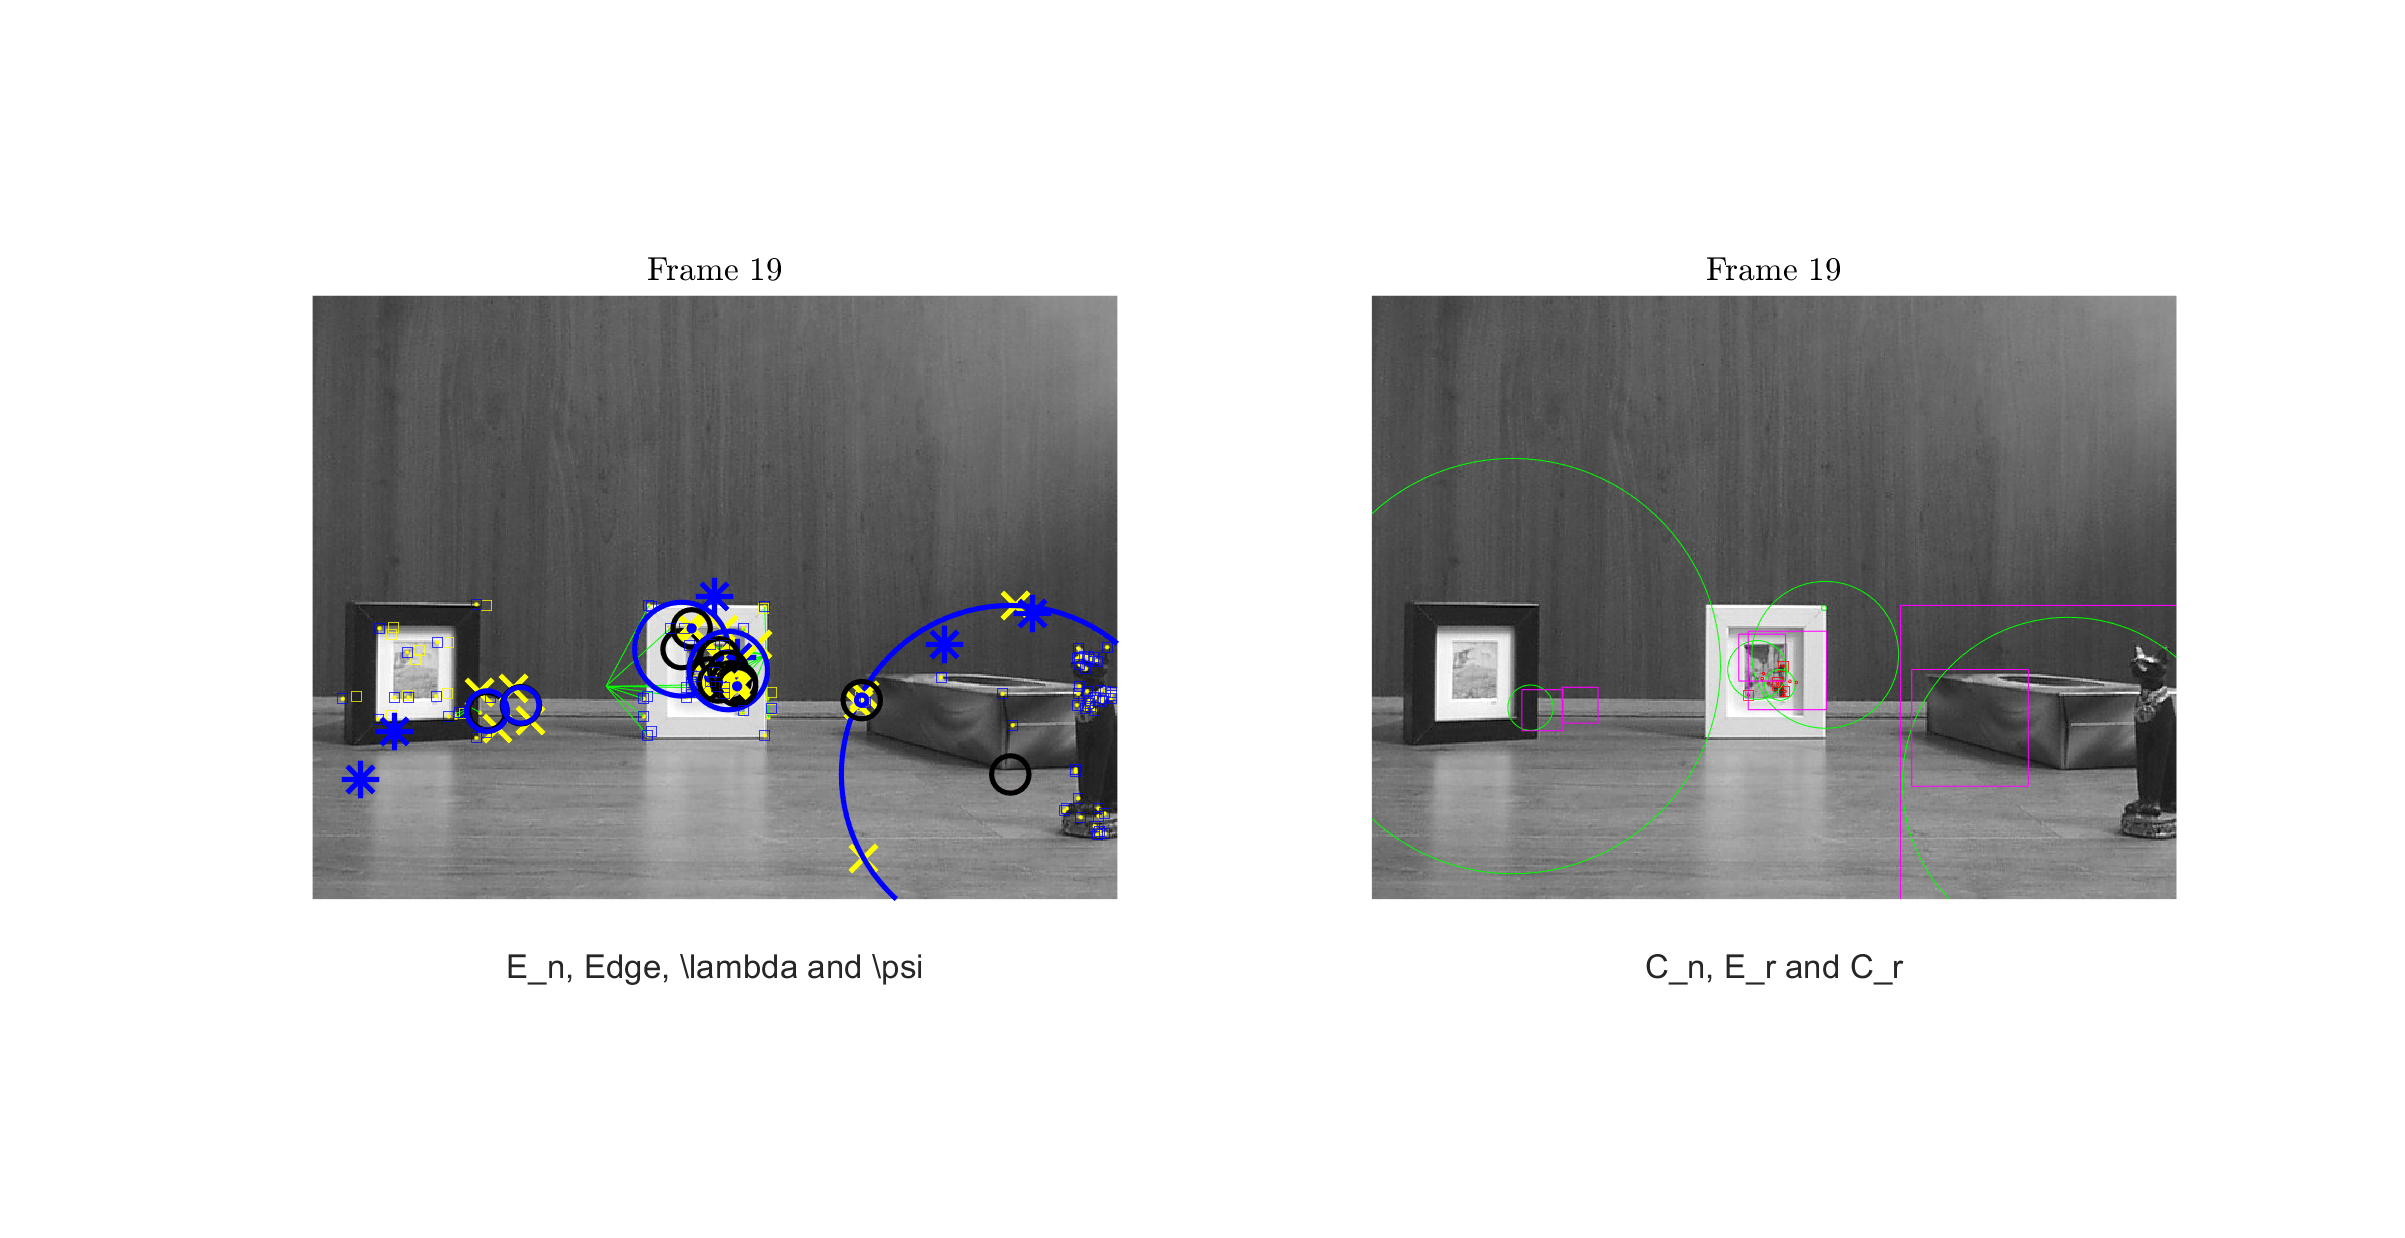 Frame 19
Frame 19
E_n, Edge, \lambda and \psi
C_n, E_r and C_r